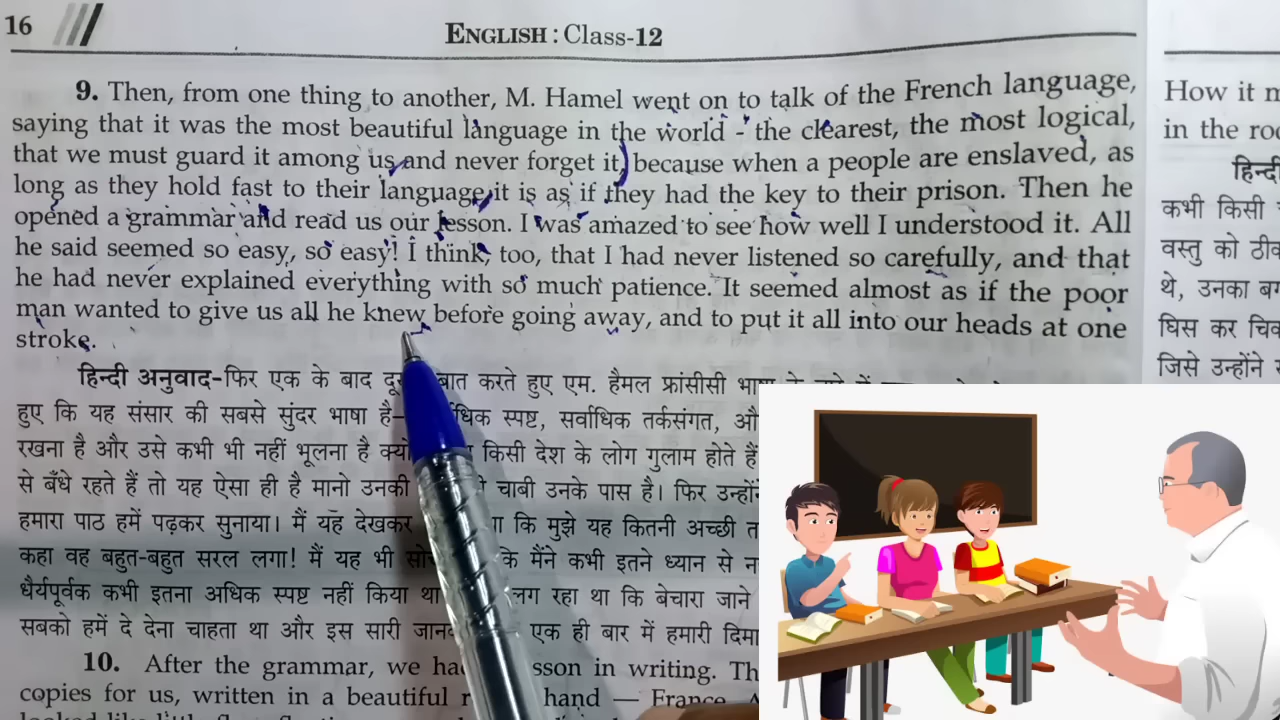 16
ENGLISH : Class-12
9. Then, from one thing to another, M. Hamel went on to talk of the French language,
saying that it was the most beautiful language in the world - the clearest, the most logical,
that we must guard it among us and never forget it, because when a people are enslaved, as
long as they hold fast to their language, it is as if they had the key to their prison. Then he
opened a grammar and read us our lesson. I was amazed to see how well I understood it. All
he said seemed so easy, so easy! I think, too, that I had never listened so carefully, and that
he had never explained everything with so much patience. It seemed almost as if the poor
man wanted to give us all he knew before going away, and to put it all into our heads at one
stroke.
हिन्दी अनुवाद-फिर एक के बाद बात करते हुए एम. हैमल फ्रांसीसी
हुए कि यह संसार की सबसे सुंदर भाषा है- स्पष्ट, सर्वाधिक तर्कसंगत,
रखना है और उसे कभी भी नहीं भूलना है किसी देश के लोग गुलाम होते हैं
से बँधे रहते हैं तो यह ऐसा ही है मानो उनकी चाबी उनके पास है। फिर
हमारा पाठ हमें पढ़कर सुनाया। मैं यह देखकर कि मुझे यह कितनी अच्छी
कहा वह बहुत-बहुत सरल लगा! मैं यह भी मैंने कभी इतने ध्यान से
धैर्यपूर्वक कभी इतना अधिक स्पष्ट नहीं किया था लग रहा था कि बेचारा जाने
सबको हमें दे देना चाहता था और इस सारी एक ही बार में हमारी
10. After the grammar, we had in writing.
copies for us, written in a beautiful hand — France
How it
in the
कभी किसी
वस्तु को
थे, उनका
घिस कर
जिसे उन्होंने